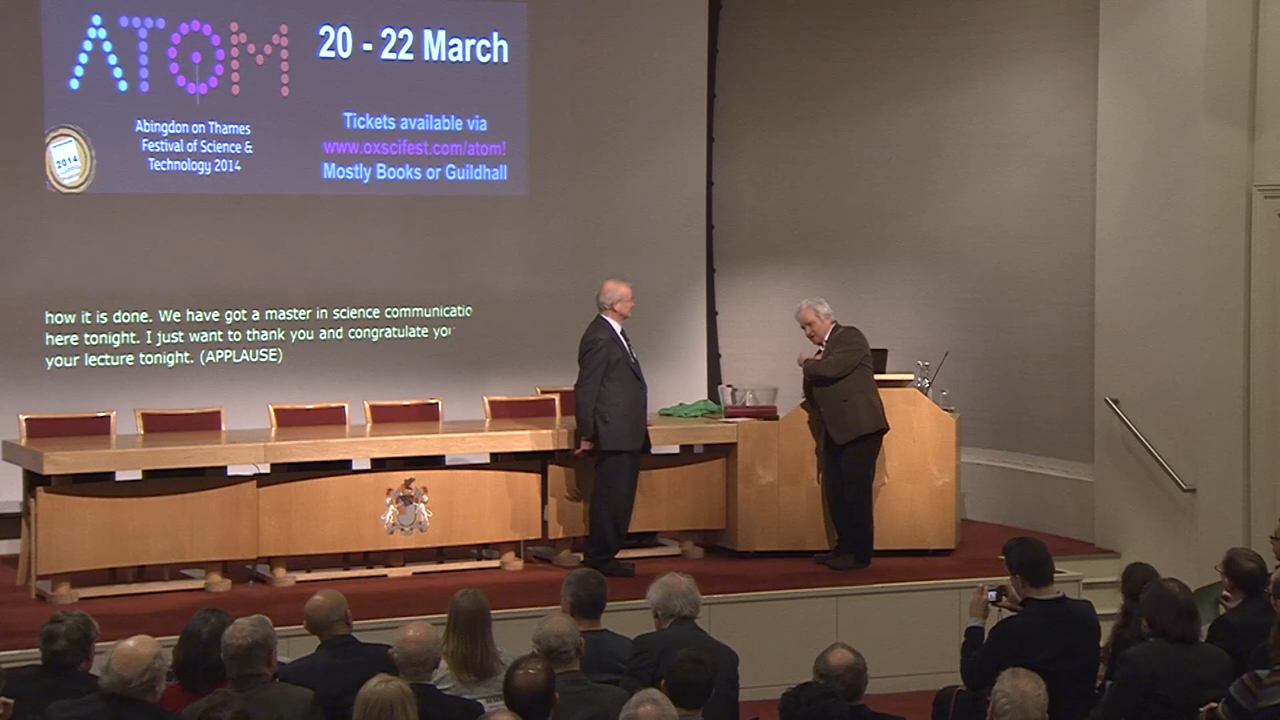 ATOM
20 - 22 March
Abingdon on Thames
Festival of Science &
Technology 2014
2014
Tickets available via
www.oxscifest.com/atom!
Mostly Books or Guildhall
how it is done. We have got a master in science communicatio
here tonight. I just want to thank you and congratulate you
your lecture tonight. (APPLAUSE)